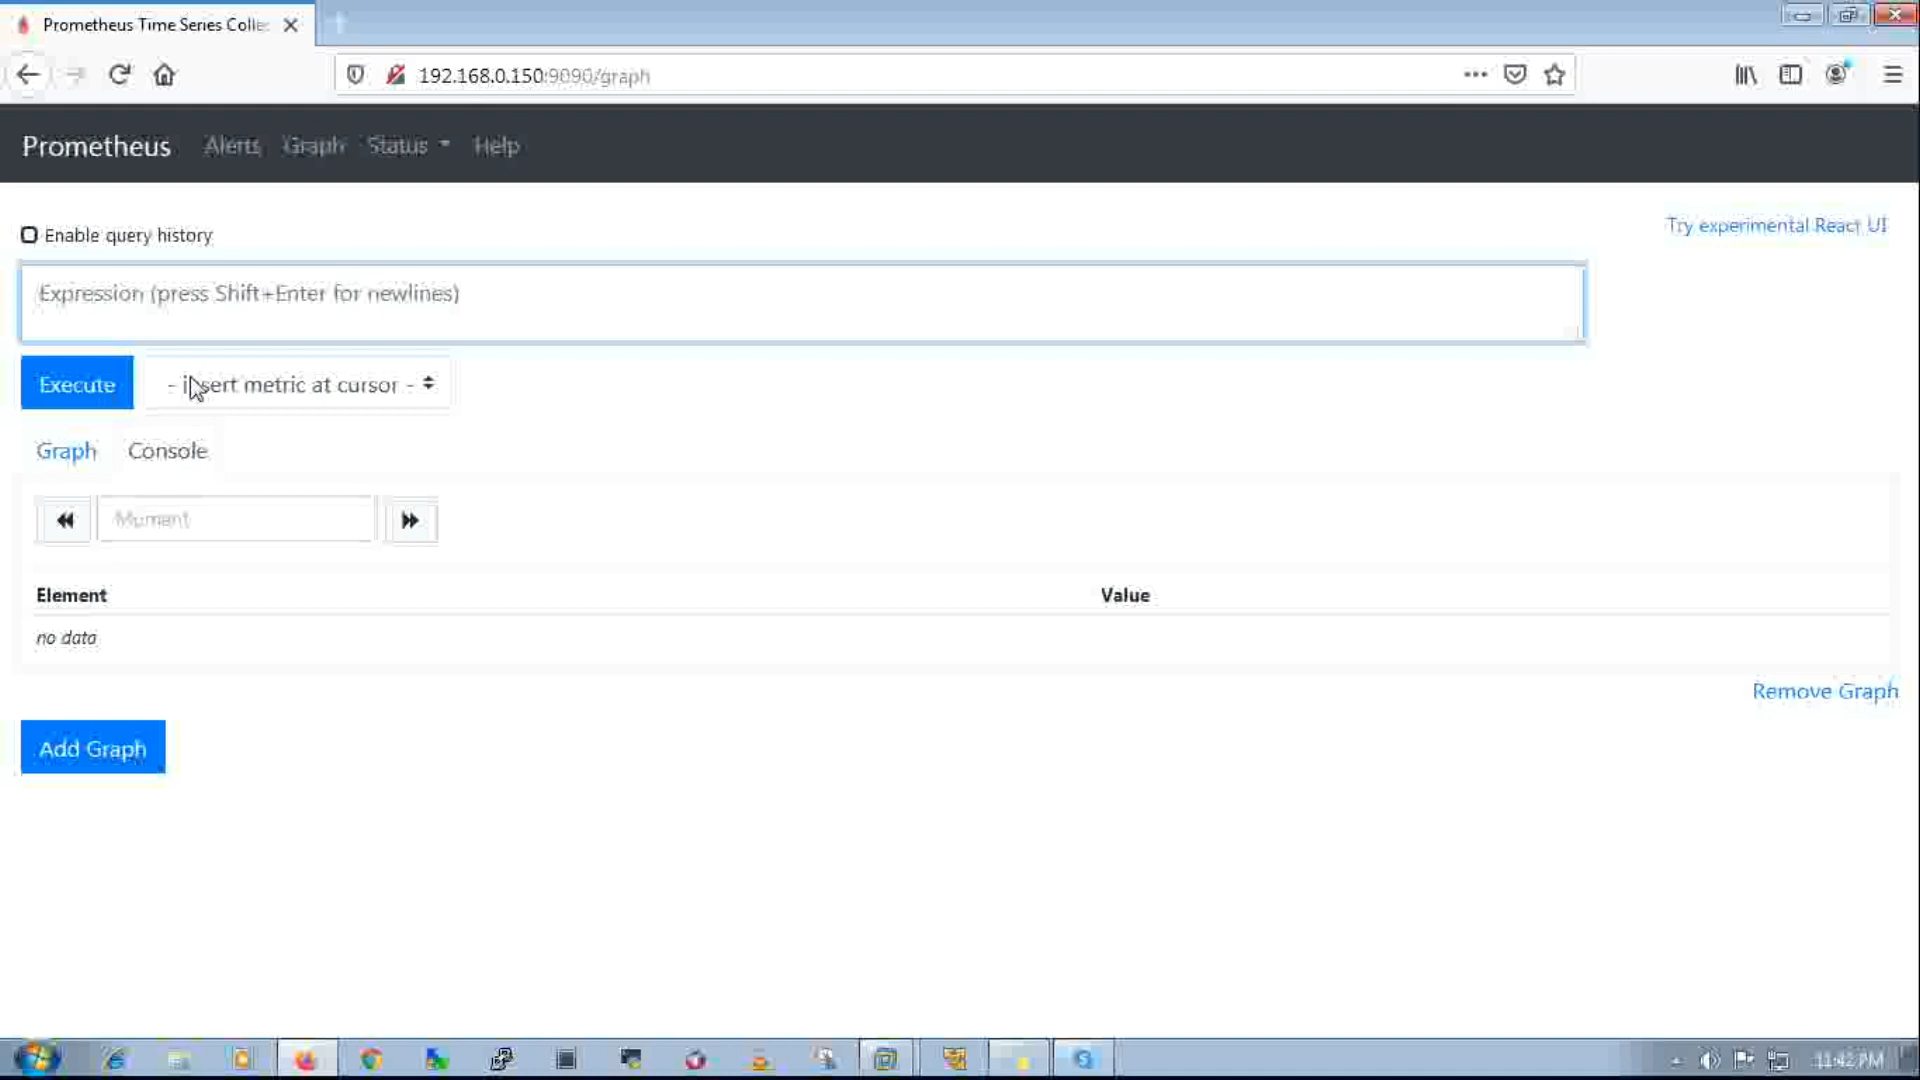 Prometheus Time Series Colle
192.168.0.150:9090/graph
Prometheus Alerts Graph Status Help
Enable query history
Try experimental React UI
Expression (press Shift+Enter for newlines)
Execute
- insert metric at cursor -
Graph Console
Moment
Element Value
no data
Remove Graph
Add Graph
11:42 PM